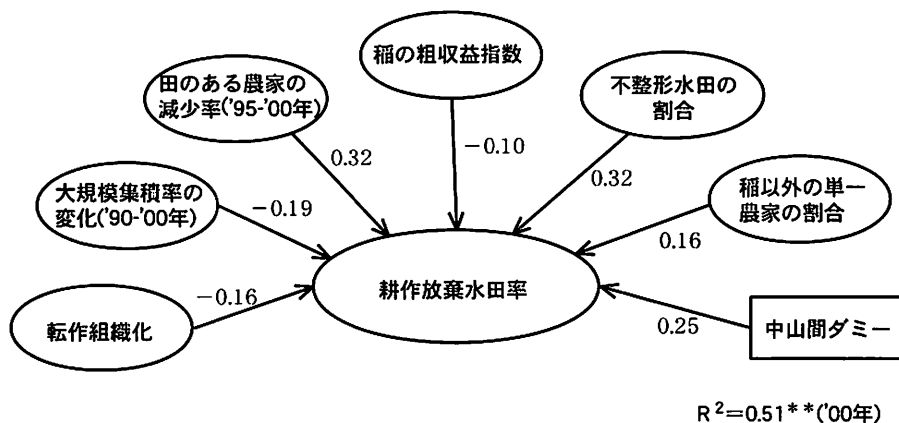 稲の粗収益指数
田のある農家の
減少率('95-'00年)
不整形水田の
割合
大規模集積率の
変化('90-'00年)
稲以外の単一
農家の割合
転作組織化
耕作放棄水田率
中山間ダミー
0.32
-0.10
0.32
-0.19
0.16
-0.16
0.25
R²=0.51**('00年)